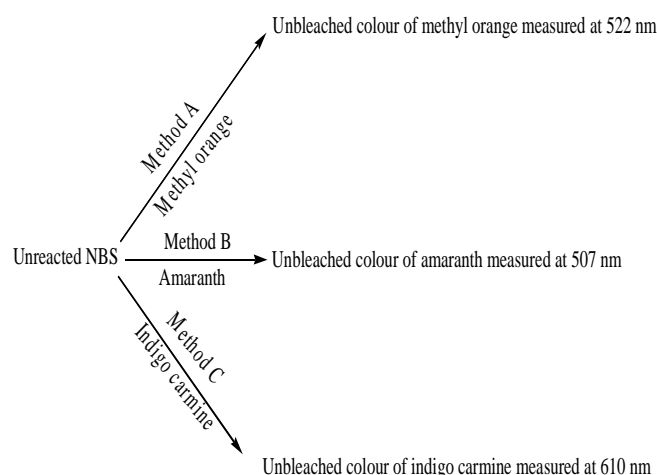 Unbleached colour of methyl orange measured at 522 nm
Method A
Methyl orange
Unreacted NBS
Method B
Amaranth
Unbleached colour of amaranth measured at 507 nm
Method C
Indigo carmine
Unbleached colour of indigo carmine measured at 610 nm